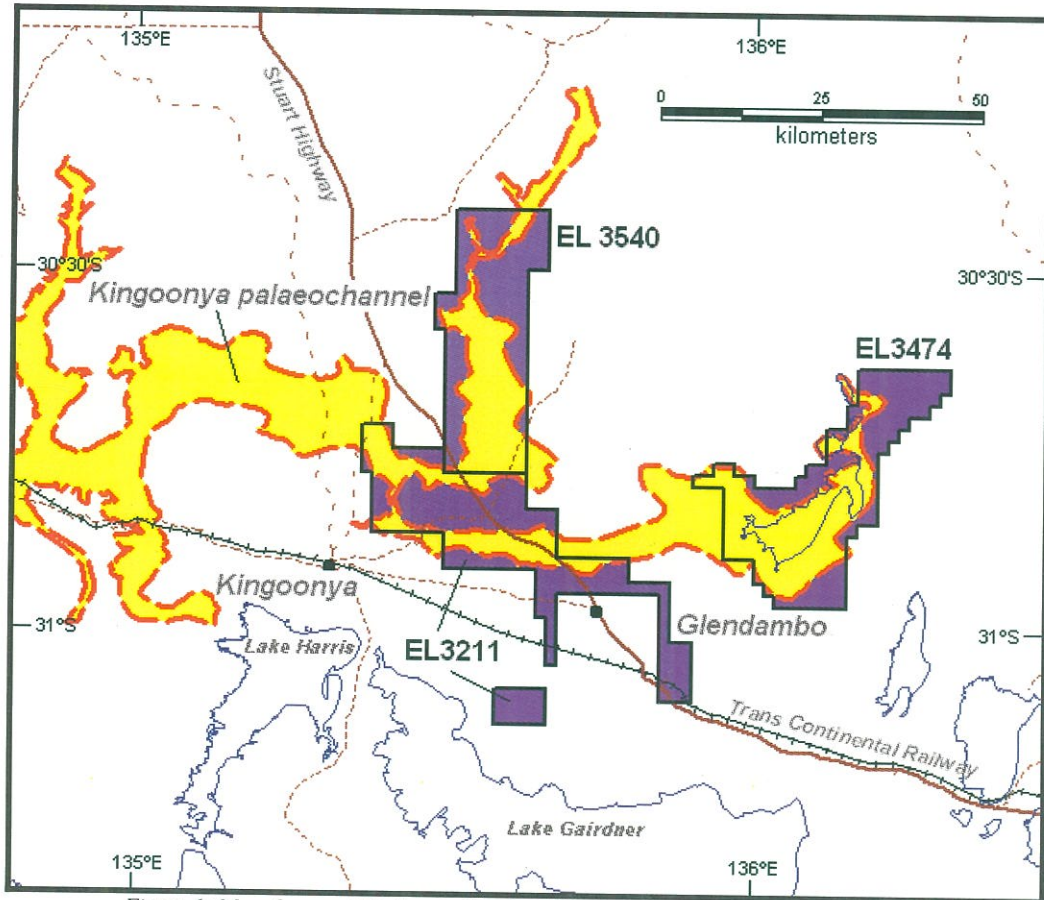 135°E
136°E
Stuart Highway
0 25 50
kilometers
EL 3540
30°30'S
30°30'S
Kingoonya palaeochannel
EL3474
Kingoonya
Glendambo
31°S
31°S
Lake Harris
EL3211
Trans Continental Railway
Lake Gairdner
135°E
136°E